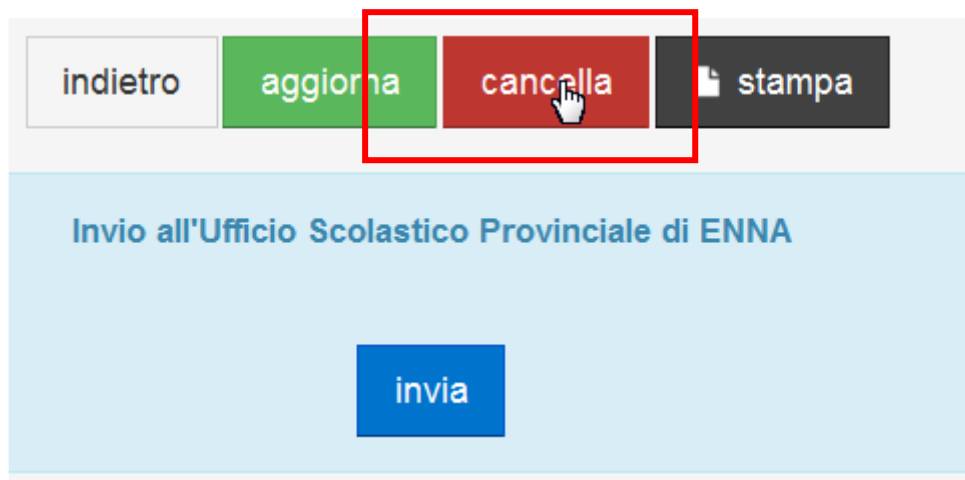 indietro aggiorna cancella stampa
Invio all'Ufficio Scolastico Provinciale di ENNA
invia